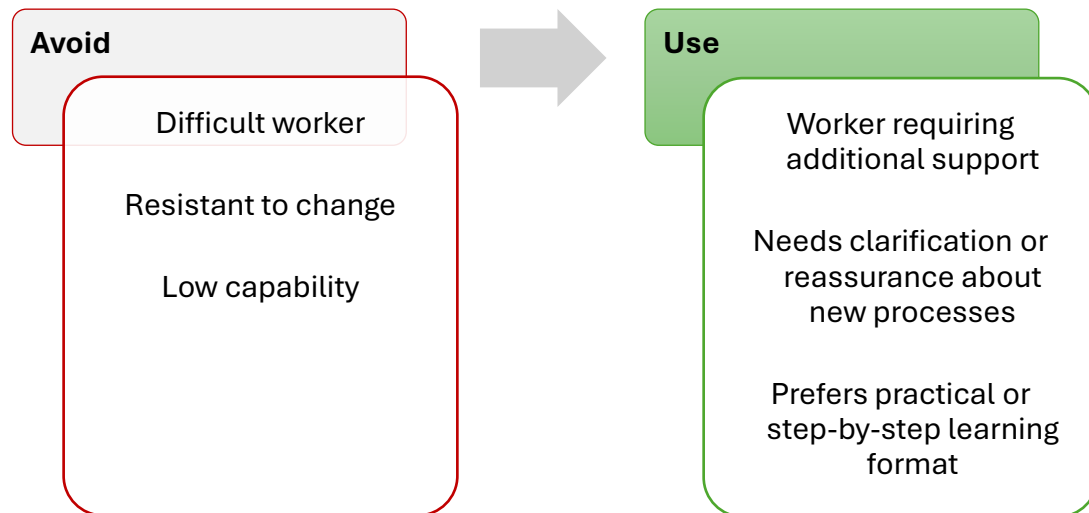 Avoid
Difficult worker
Resistant to change
Low capability
Use
Worker requiring
additional support
Needs clarification or
reassurance about
new processes
Prefers practical or
step-by-step learning
format